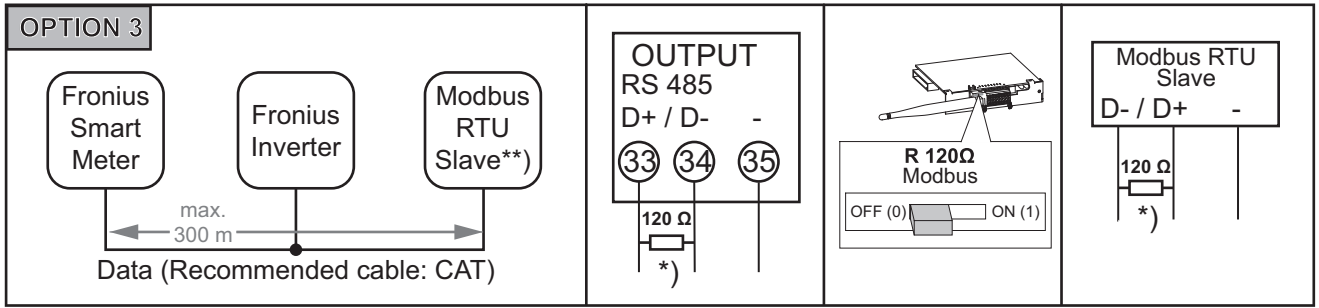 OPTION 3
Fronius
Smart
Meter
Fronius
Inverter
Modbus
RTU
Slave**)
max.
300 m
Data (Recommended cable: CAT)
OUTPUT
RS 485
D+ / D- -
33 34 35
120 Ω
*)
R 120Ω
Modbus
OFF (0) ON (1)
Modbus RTU
Slave
D- / D+ -
120 Ω
*)